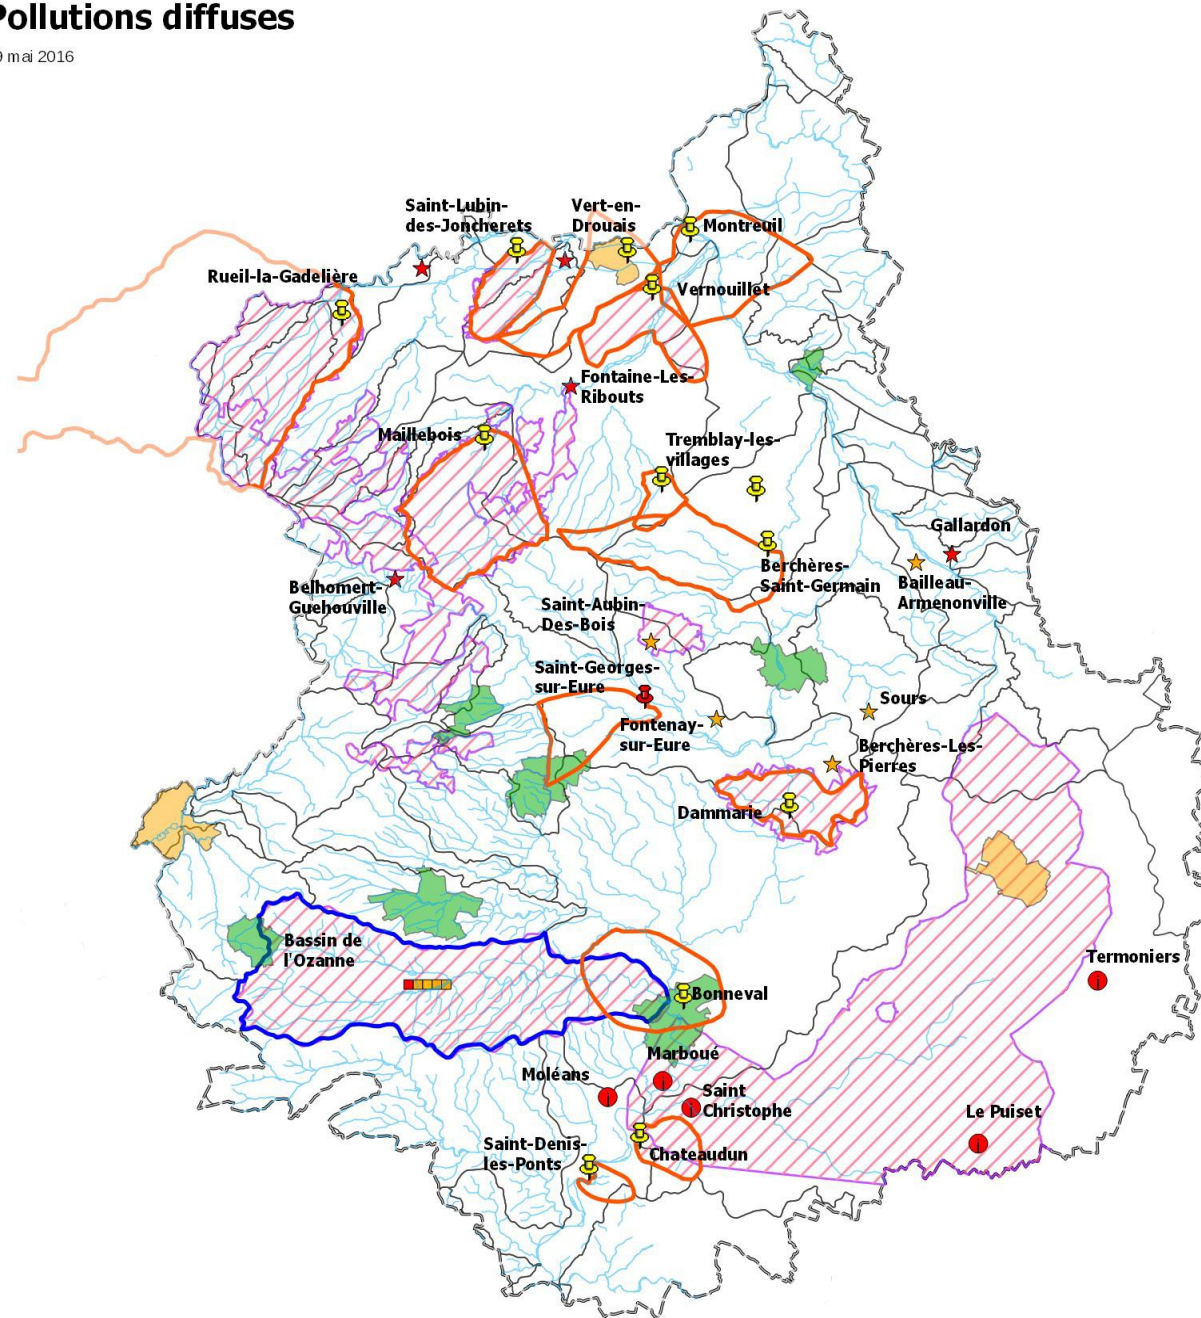 Pollutions diffuses
9 mai 2016
Saint-Lubin-
des-Joncherets
Vert-en-
Drouais
Montreuil
Rueil-la-Gadelière
Vernouillet
Fontaine-Les-
Ribouts
Maillebois
Tremblay-les-
villages
Gallardon
Berchères-
Saint-Germain
Bailleau-
Armenonville
Belhomert-
Guehouville
Saint-Aubin-
Des-Bois
Saint-Georges-
sur-Eure
Sours
Fontenay-
sur-Eure
Berchères-Les-
Pierres
Dammarie
Bassin de
l'Ozanne
Termoniers
Bonneval
Marboué
Moléans
Saint
Christophe
Le Puiset
Saint-Denis-
les-Ponts
Chateaudun